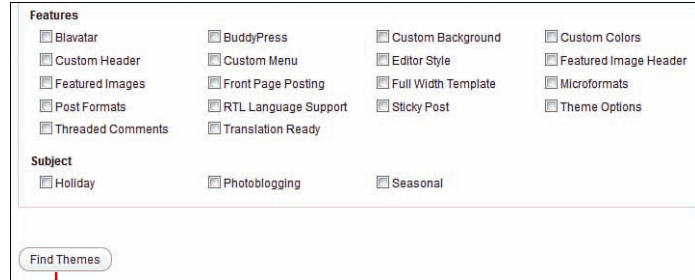 Features
Blavatar BuddyPress Custom Background Custom Colors
Custom Header Custom Menu Editor Style Featured Image Header
Featured Images Front Page Posting Full Width Template Microformats
Post Formats RTL Language Support Sticky Post Theme Options
Threaded Comments Translation Ready
Subject
Holiday Photoblogging Seasonal
Find Themes